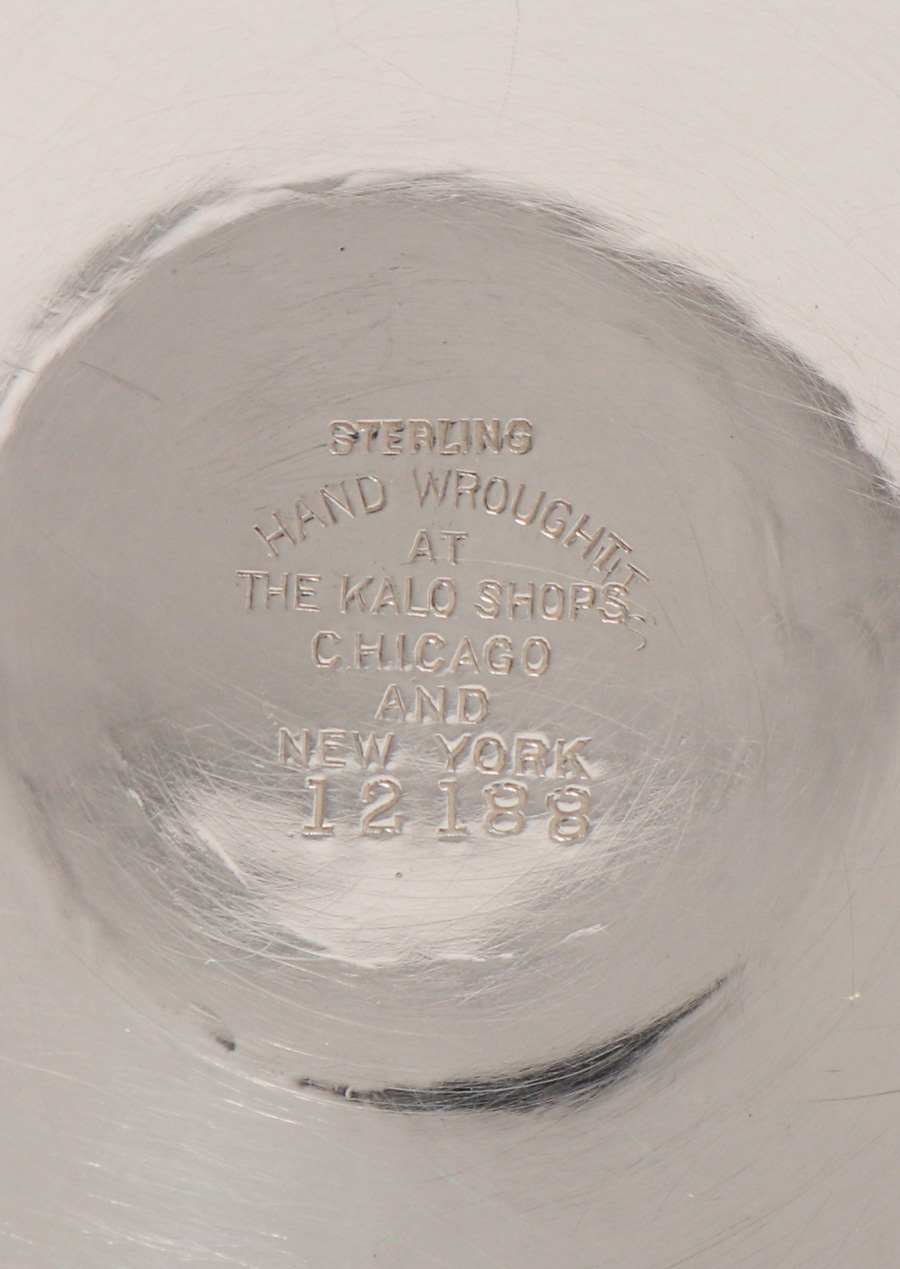 STERLING
HAND WROUGHT
AT
THE KALO SHOPS
CHICAGO
AND
NEW YORK
12188